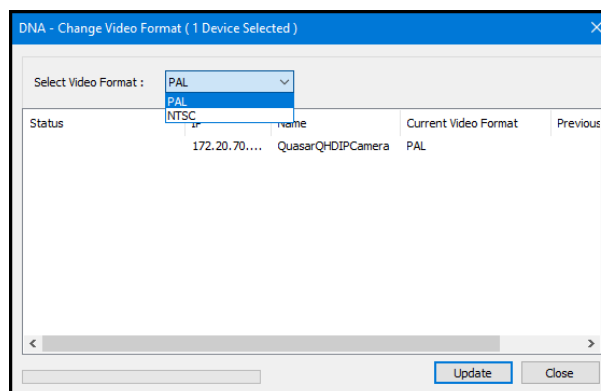 DNA - Change Video Format ( 1 Device Selected )
Select Video Format : PAL
PAL
NTSC
Status IP Name Current Video Format Previous
172.20.70.... QuasarQHDIPCamera PAL
Update Close